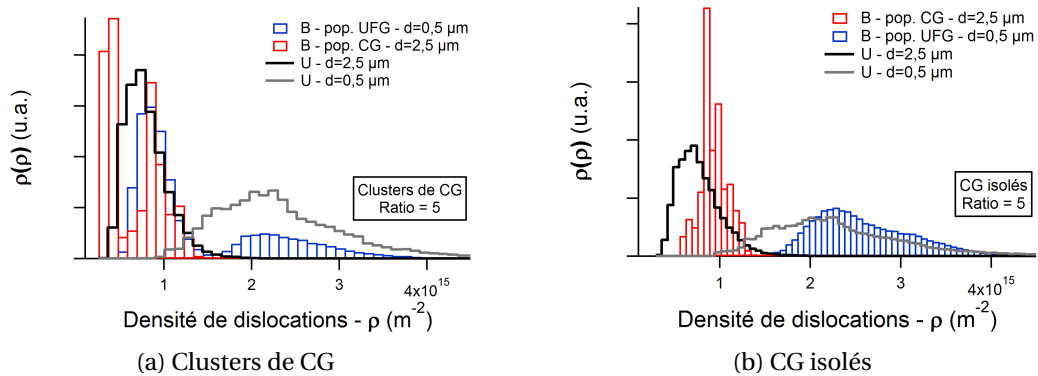 B - pop. UFG - d=0,5 µm
B - pop. CG - d=2,5 µm
U - d=2,5 µm
U - d=0,5 µm
ρ(ρ) (u.a.)
Clusters de CG
Ratio = 5
1
2
3
4x10¹⁵
Densité de dislocations - ρ (m⁻²)
(a) Clusters de CG
B - pop. CG - d=2,5 µm
B - pop. UFG - d=0,5 µm
U - d=2,5 µm
U - d=0,5 µm
ρ(ρ) (u.a.)
CG isolés
Ratio = 5
1
2
3
4x10¹⁵
Densité de dislocations - ρ (m⁻²)
(b) CG isolés